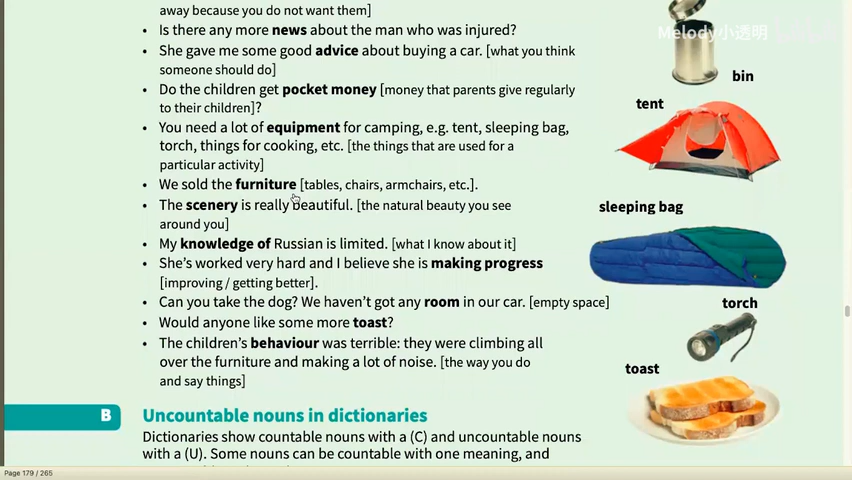 away because you do not want them]
• Is there any more news about the man who was injured?
• She gave me some good advice about buying a car. [what you think
someone should do]
• Do the children get pocket money [money that parents give regularly
to their children]?
• You need a lot of equipment for camping, e.g. tent, sleeping bag,
torch, things for cooking, etc. [the things that are used for a
particular activity]
• We sold the furniture [tables, chairs, armchairs, etc.].
• The scenery is really beautiful. [the natural beauty you see
around you]
• My knowledge of Russian is limited. [what I know about it]
• She's worked very hard and I believe she is making progress
[improving / getting better].
• Can you take the dog? We haven't got any room in our car. [empty space]
• Would anyone like some more toast?
• The children's behaviour was terrible: they were climbing all
over the furniture and making a lot of noise. [the way you do
and say things]
B
Uncountable nouns in dictionaries
Dictionaries show countable nouns with a (C) and uncountable nouns
with a (U). Some nouns can be countable with one meaning, and
Melody小透明
bin
tent
sleeping bag
torch
toast
Page 179 / 265